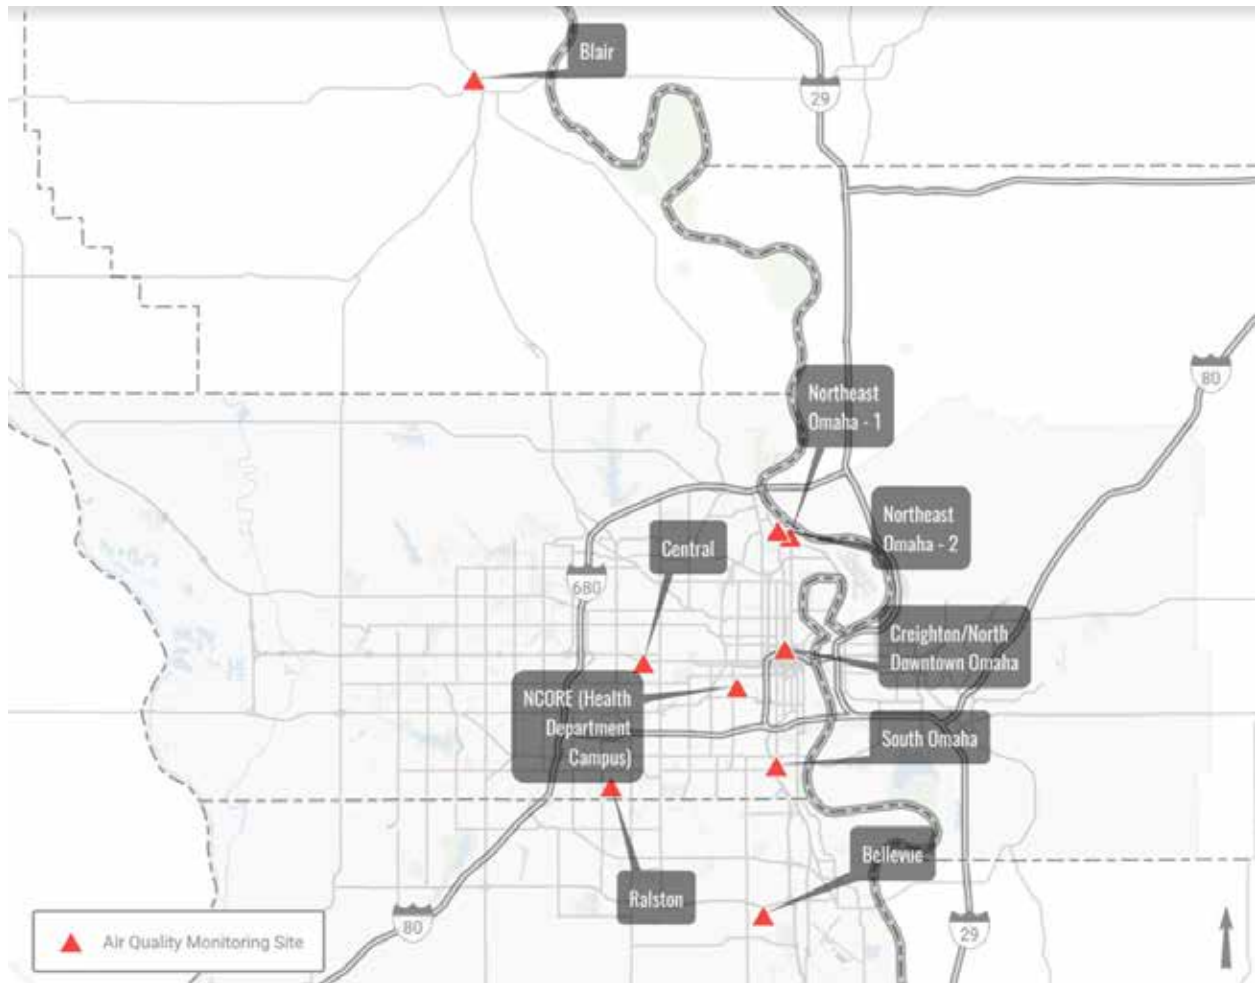 Blair
29
80
Northeast
Omaha - 1
Northeast
Omaha - 2
Central
680
Creighton/North
Downtown Omaha
NCORE (Health
Department
Campus)
South Omaha
Bellevue
Ralston
80
29
Air Quality Monitoring Site